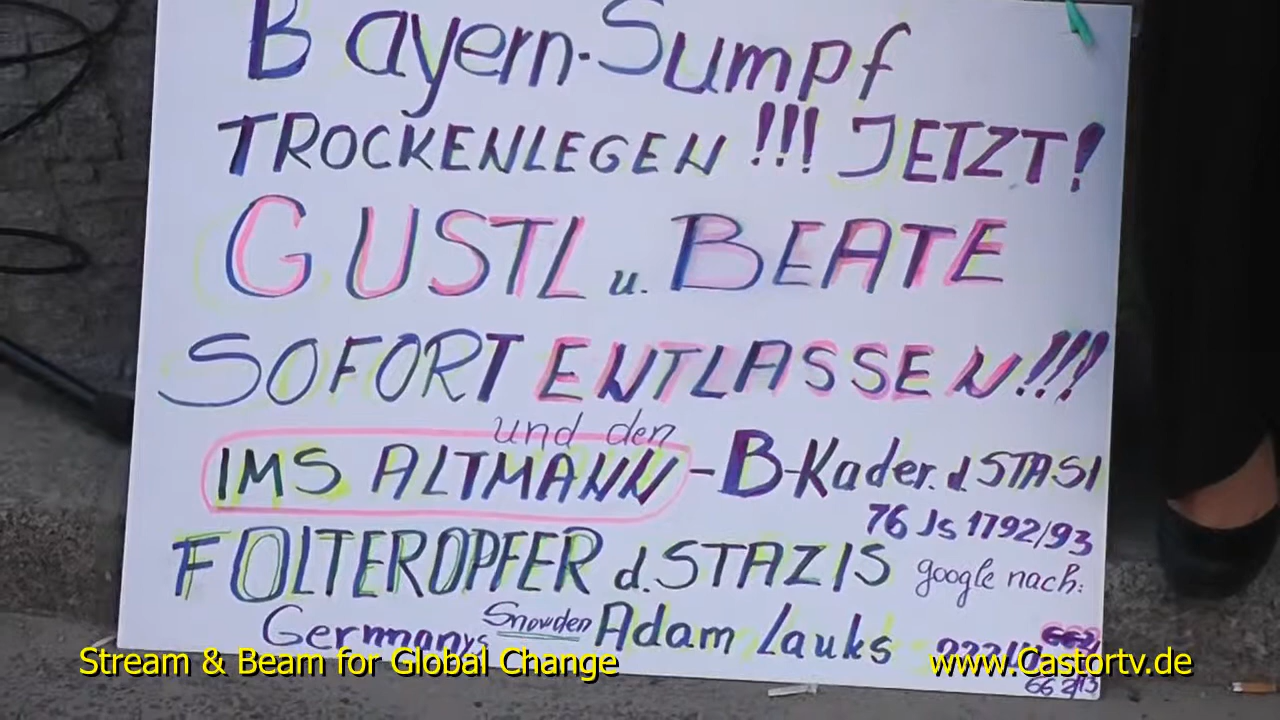 Bayern-Sumpf
TROCKENLEGEN!!! JETZT!
GUSTL u. BEATE
SOFORT ENTLASSEN!!!
und den
IMS ALTMANN - B-Kader. d STASI
76 Js 1792/93
FOLTEROPFER d. STAZIS google nach:
Germanys Snowden Adam Lauks
Stream & Beam for Global Change www.Castortv.de